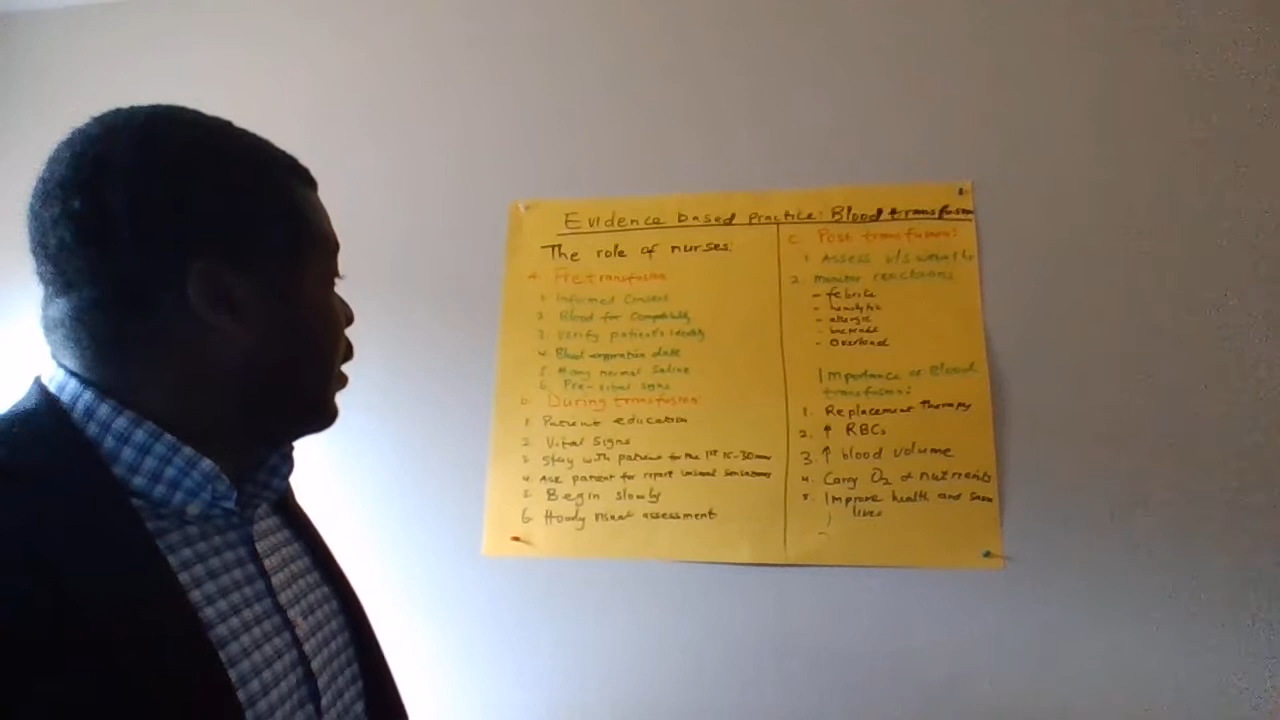 Evidence based Practice: Blood transfusion
The role of nurses:
A. Pretransfusion
1. Informed Consent
2. Blood for Compatibility
3. Verify patient's Identity
4. Blood expiration date
5. Hang normal Saline
6. Pre-vital signs
b. During transfusion:
1. Patient education
2. Vital Signs
3. Stay with patient for the 1st 15-30min
4. Ask patient for report unusual sensations
5. Begin slowly
6. Hourly visual assessment
C. Post transfusion:
1. Assess v/s
2. Monitor reactions
- febrile
- hemolytic
- allergic
- bacterial
- Overload
Importance of Blood
transfusion:
1. Replacement Therapy
2. ↑ RBCs
3. ↑ blood volume
4. Carry O2 & nutrients
5. Improve health and save
lives